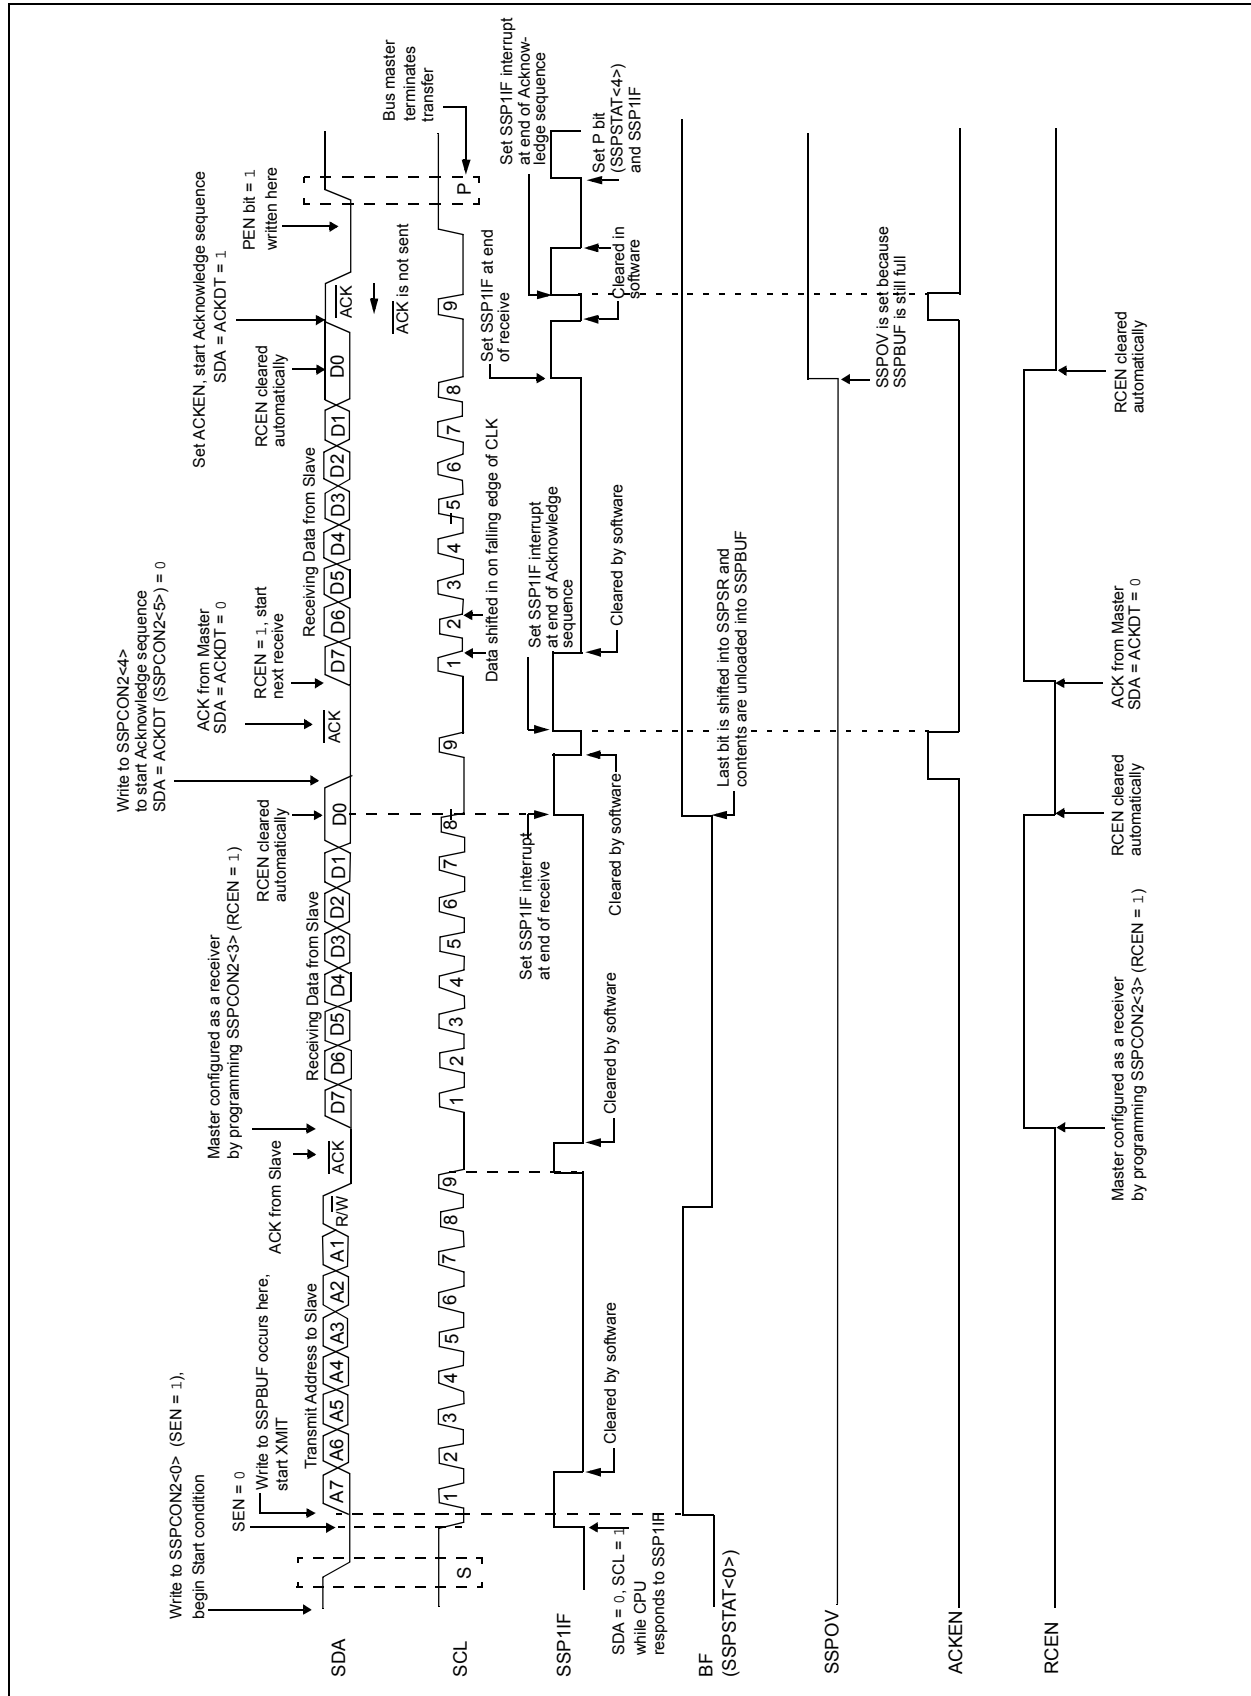 Write to SSPCON2<0> (SEN = 1),
begin Start condition
SEN = 0
Write to SSPBUF occurs here,
start XMIT
Transmit Address to Slave
ACK from Slave
Master configured as a receiver
by programming SSPCON2<3> (RCEN = 1)
Receiving Data from Slave
RCEN cleared
automatically
Write to SSPCON2<4>
to start Acknowledge sequence
SDA = ACKDT (SSPCON2<5>) = 0
ACK from Master
SDA = ACKDT = 0
RCEN = 1, start
next receive
Receiving Data from Slave
RCEN cleared
automatically
Set ACKEN, start Acknowledge sequence
SDA = ACKDT = 1
PEN bit = 1
written here
SDA
A7 A6 A5 A4 A3 A2 A1 R/W ACK D7 D6 D5 D4 D3 D2 D1 D0 ACK D7 D6 D5 D4 D3 D2 D1 D0 ACK
ACK is not sent
Bus master
terminates
transfer
SCL
S 1 2 3 4 5 6 7 8 9 1 2 3 4 5 6 7 8 9 1 2 3 4 5 6 7 8 9 P
Data shifted in on falling edge of CLK
Set SSP1IF interrupt
at end of receive
Set SSP1IF interrupt
at end of Acknowledge
sequence
Set SSP1IF at end
of receive
Set SSP1IF interrupt
at end of Acknow-
ledge sequence
SSP1IF
SDA = 0, SCL = 1
while CPU
responds to SSP1IF
Cleared by software
Cleared by software
Cleared by software
Cleared by software
Cleared in
software
Set P bit
(SSPSTAT<4>)
and SSP1IF
BF
(SSPSTAT<0>)
Last bit is shifted into SSPSR and
contents are unloaded into SSPBUF
SSPOV
SSPOV is set because
SSPBUF is still full
ACKEN
RCEN
Master configured as a receiver
by programming SSPCON2<3> (RCEN = 1)
RCEN cleared
automatically
ACK from Master
SDA = ACKDT = 0
RCEN cleared
automatically